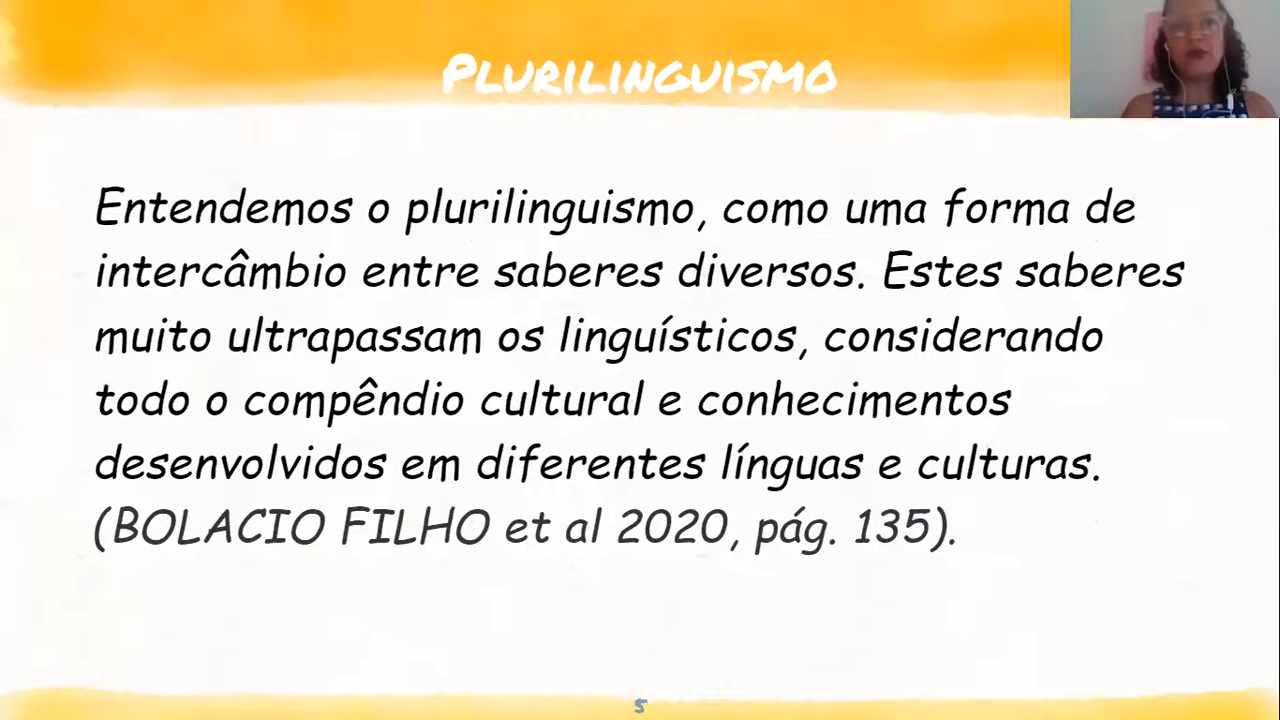 PLURILINGUISMO
Entendemos o plurilinguismo, como uma forma de
intercâmbio entre saberes diversos. Estes saberes
muito ultrapassam os linguísticos, considerando
todo o compêndio cultural e conhecimentos
desenvolvidos em diferentes línguas e culturas.
(BOLACIO FILHO et al 2020, pág. 135).
5